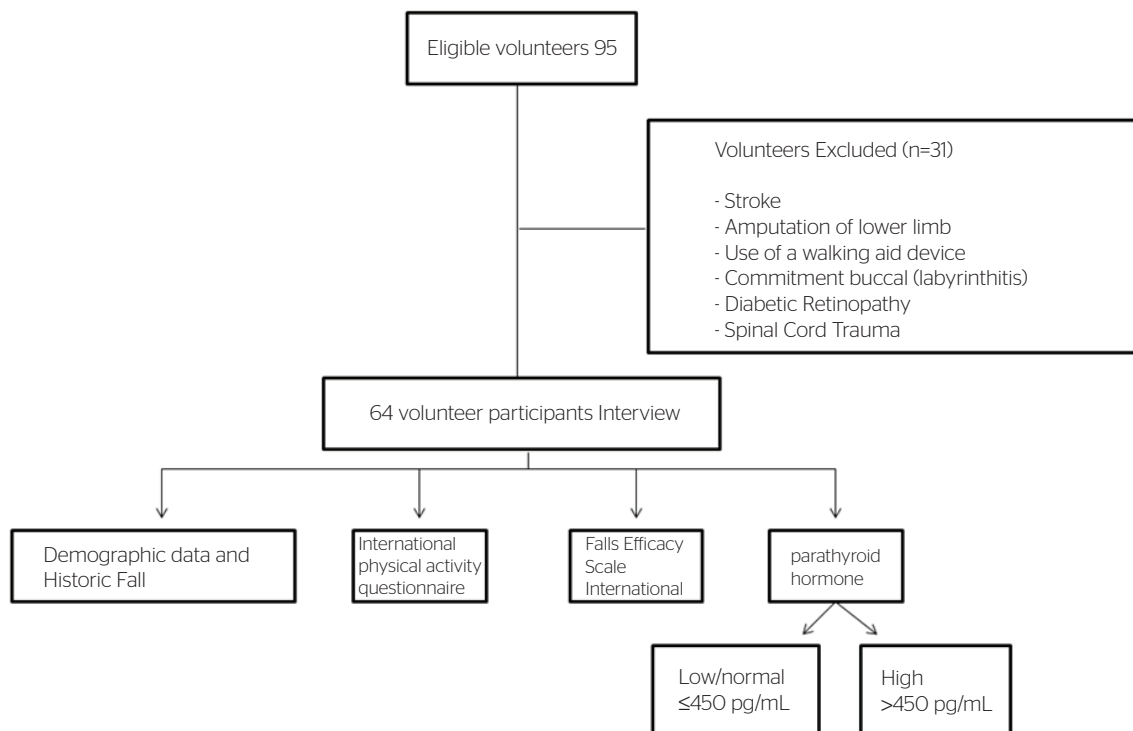 Eligible volunteers 95
Volunteers Excluded (n=31)
- Stroke
- Amputation of lower limb
- Use of a walking aid device
- Commitment buccal (labyrinthitis)
- Diabetic Retinopathy
- Spinal Cord Trauma
64 volunteer participants Interview
Demographic data and
Historic Fall
International
physical activity
questionnaire
Falls Efficacy
Scale
International
parathyroid
hormone
Low/normal
≤450 pg/mL
High
>450 pg/mL